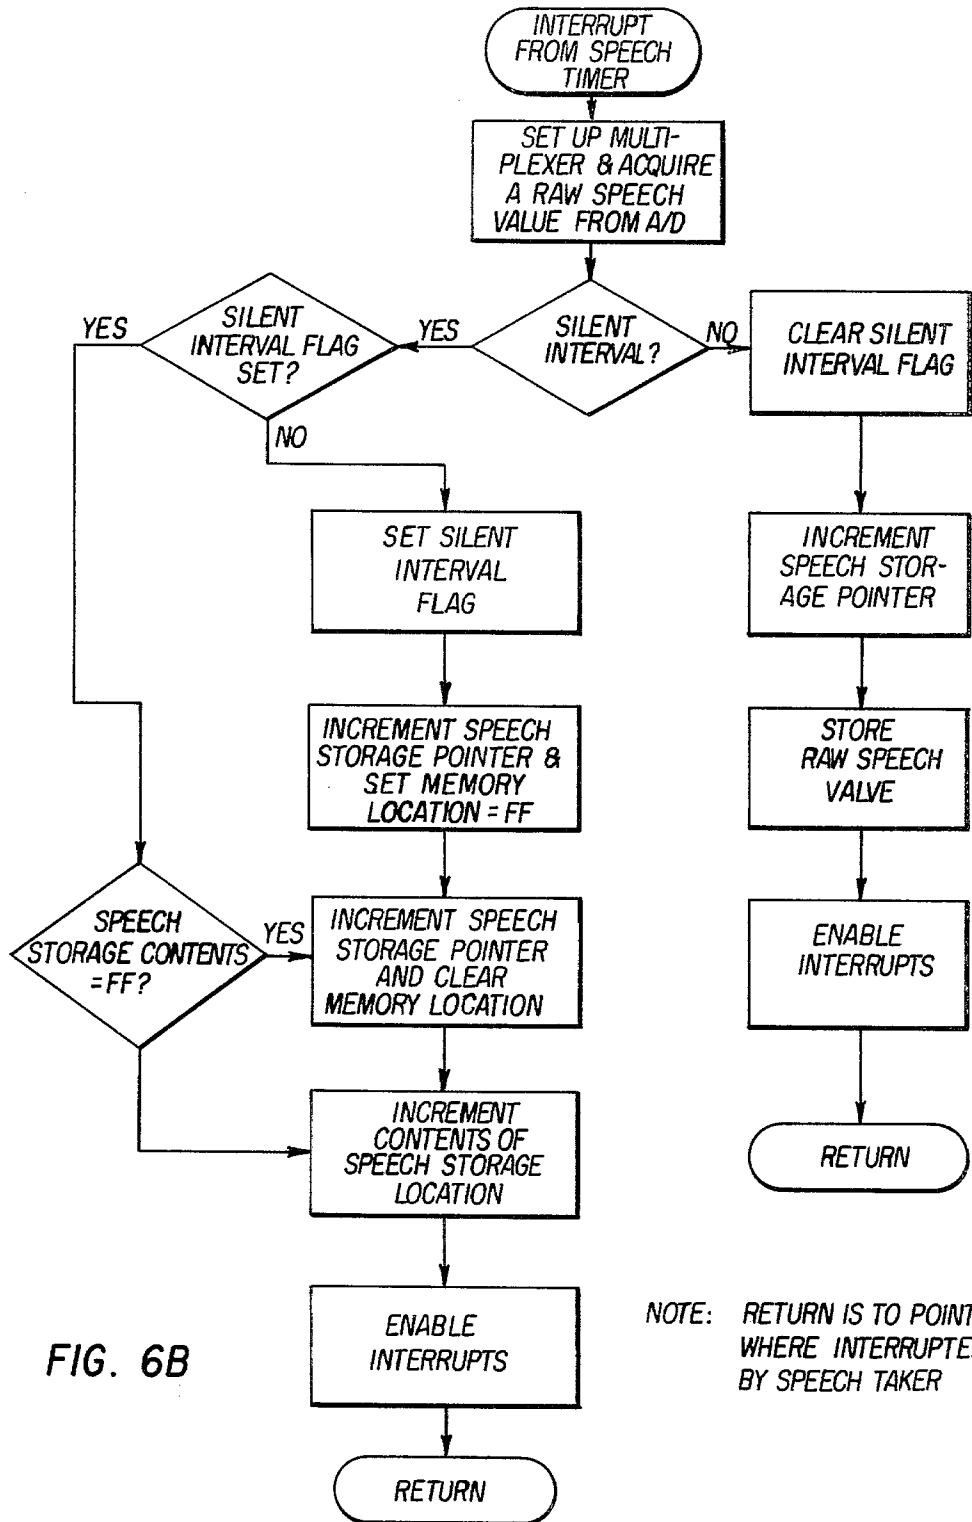 INTERRUPT
FROM SPEECH
TIMER
SET UP MULTI-
PLEXER & ACQUIRE
A RAW SPEECH
VALUE FROM A/D
SILENT
INTERVAL?
YES
NO
SILENT
INTERVAL FLAG
SET?
YES
NO
CLEAR SILENT
INTERVAL FLAG
SET SILENT
INTERVAL
FLAG
INCREMENT
SPEECH STOR-
AGE POINTER
INCREMENT SPEECH
STORAGE POINTER &
SET MEMORY
LOCATION = FF
STORE
RAW SPEECH
VALVE
SPEECH
STORAGE CONTENTS
= FF?
YES
INCREMENT SPEECH
STORAGE POINTER
AND CLEAR
MEMORY LOCATION
ENABLE
INTERRUPTS
INCREMENT
CONTENTS OF
SPEECH STORAGE
LOCATION
RETURN
ENABLE
INTERRUPTS
RETURN
NOTE: RETURN IS TO POINT
WHERE INTERRUPTE
BY SPEECH TAKER
FIG. 6B